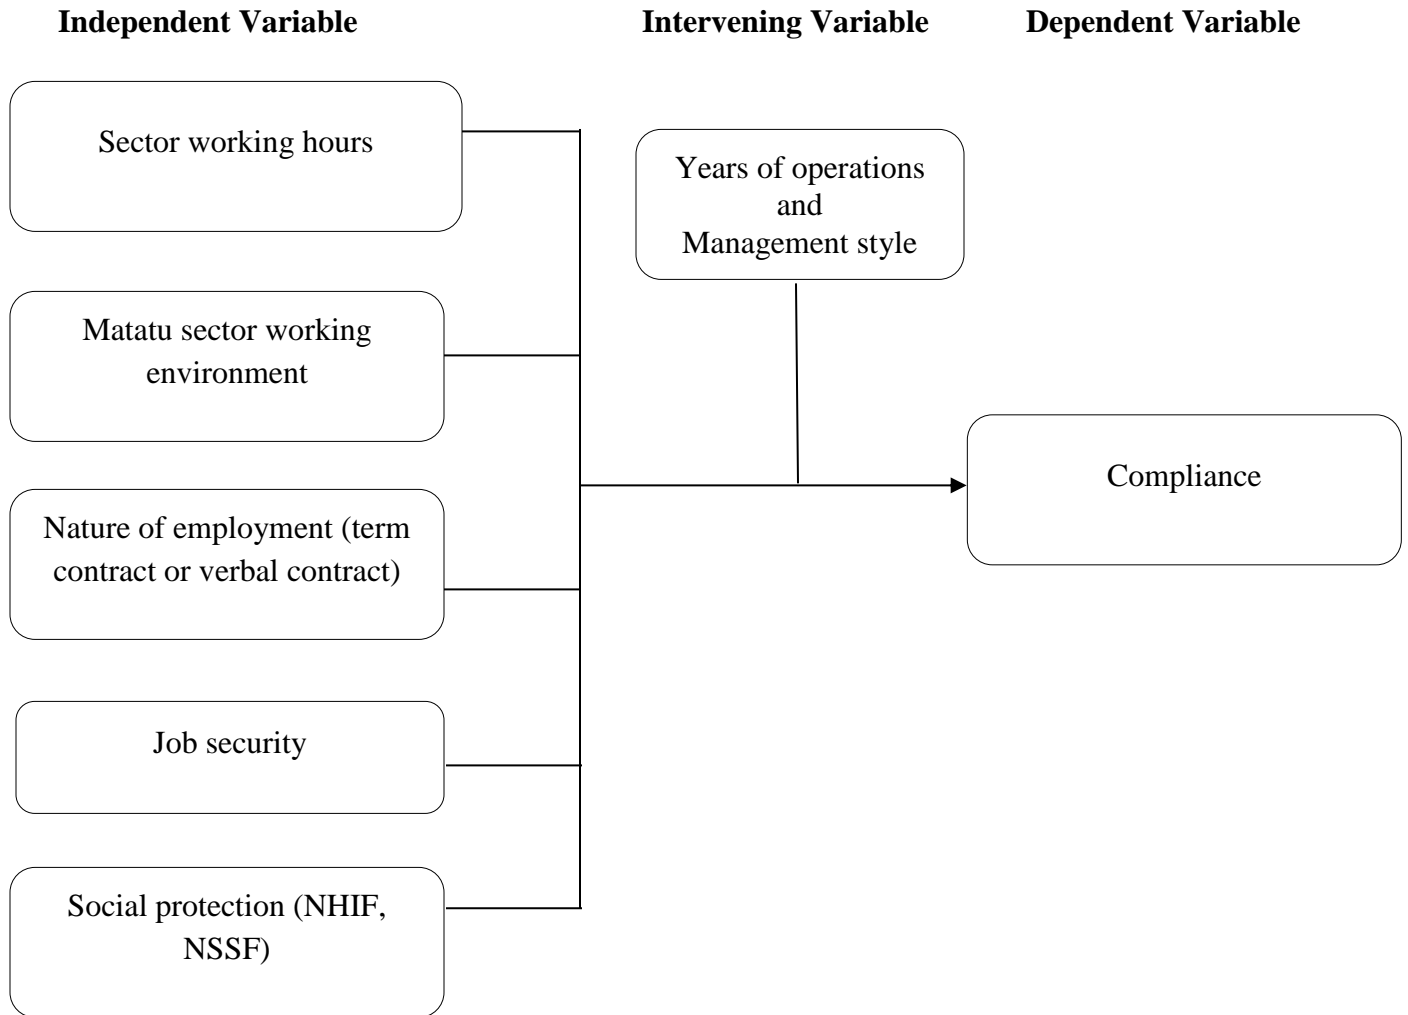 Independent Variable
Intervening Variable
Dependent Variable
Sector working hours
Years of operations
and
Management style
Matatu sector working
environment
Compliance
Nature of employment (term
contract or verbal contract)
Job security
Social protection (NHIF,
NSSF)